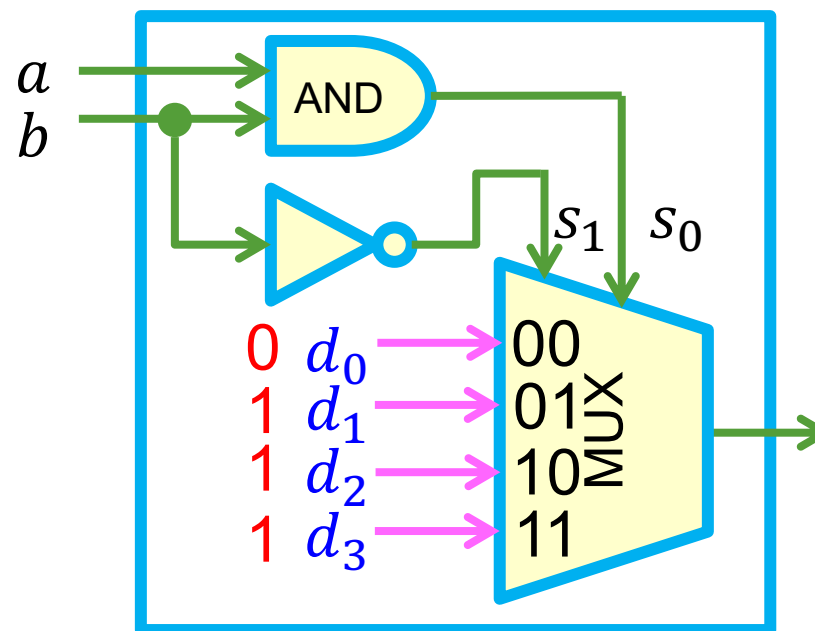 a
b
AND
s₁ s₀
0 d₀ 00
1 d₁ 01
1 d₂ 10
1 d₃ 11
MUX